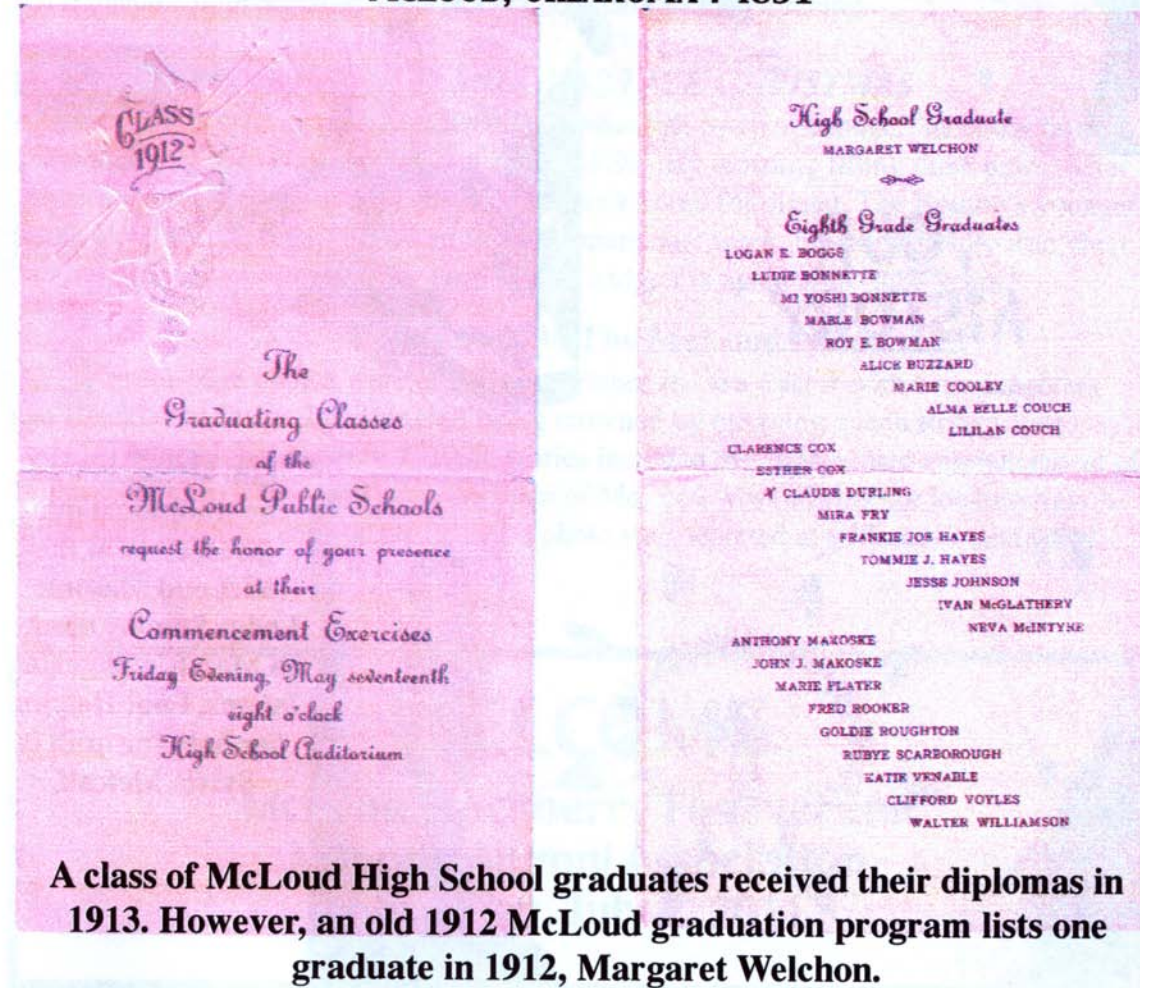 CLASS
1912
The
Graduating Classes
of the
McLoud Public Schools
request the honor of your presence
at their
Commencement Exercises
Friday Evening, May seventeenth
eight o'clock
High School Auditorium
High School Graduate
MARGARET WELCHON
Eighth Grade Graduates
LOGAN E. BOGGS
LUDIE BONNETTE
MI YOSHI BONNETTE
MABLE BOWMAN
ROY E. BOWMAN
ALICE BUZZARD
MARIE COOLEY
ALMA BELLE COUCH
LILILAN COUCH
CLARENCE COX
ESTHER COX
CLAUDE DURLING
MIRA FRY
FRANKIE JOE HAYES
TOMMIE J. HAYES
JESSE JOHNSON
IVAN McGLATHERY
NEVA McINTYRE
ANTHONY MAKOSKE
JOHN J. MAKOSKE
MARIE PLATER
FRED ROOKER
GOLDIE ROUGHTON
RUBYE SCARBOROUGH
KATIE VENABLE
CLIFFORD VOYLES
WALTER WILLIAMSON
A class of McLoud High School graduates received their diplomas in
1913. However, an old 1912 McLoud graduation program lists one
graduate in 1912, Margaret Welchon.